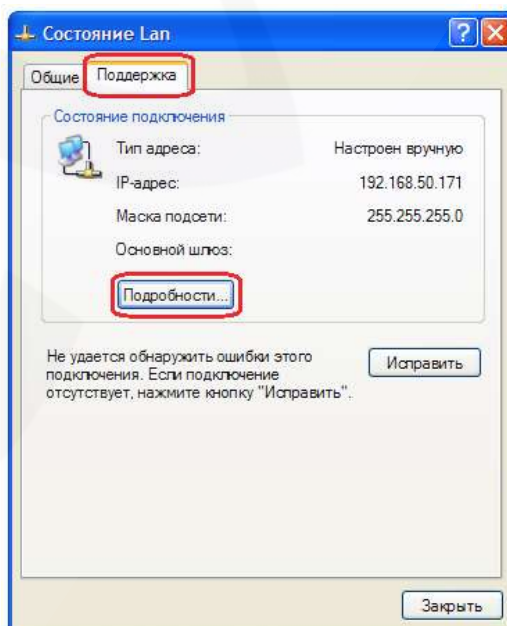 Состояние Lan
Общие Поддержка
Состояние подключения
Тип адреса: Настроен вручную
IP-адрес: 192.168.50.171
Маска подсети: 255.255.255.0
Основной шлюз:
Подробности...
Не удается обнаружить ошибки этого
подключения. Если подключение
отсутствует, нажмите кнопку "Исправить".
Исправить
Закрыть